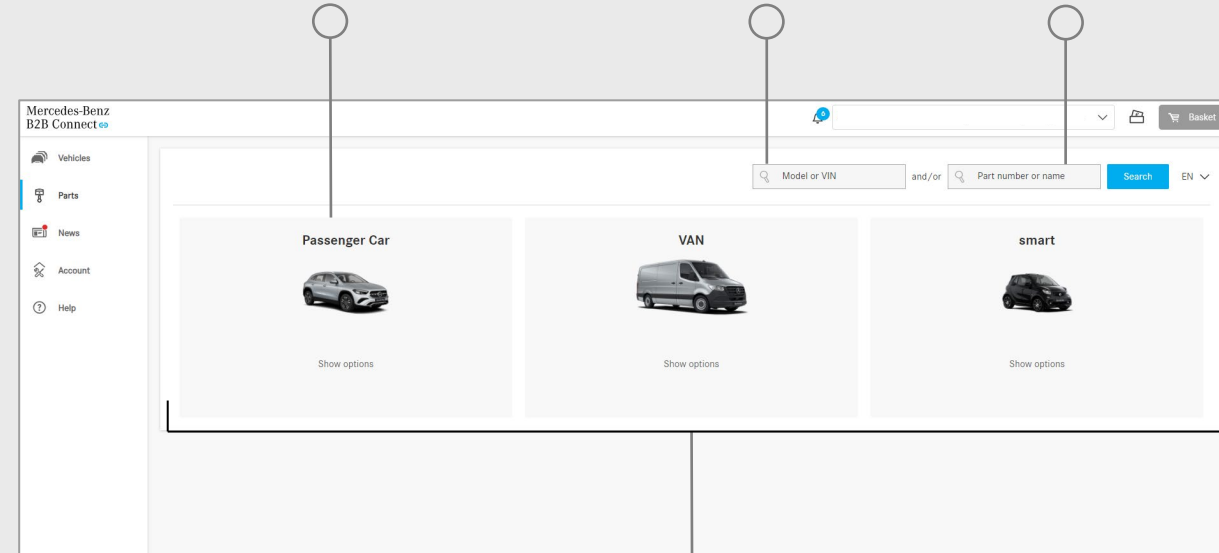 Mercedes-Benz
B2B Connect
6
Basket
Vehicles
Parts
News
Account
Help
Model or VIN
and/or
Part number or name
Search
EN
Passenger Car
VAN
smart
Show options
Show options
Show options